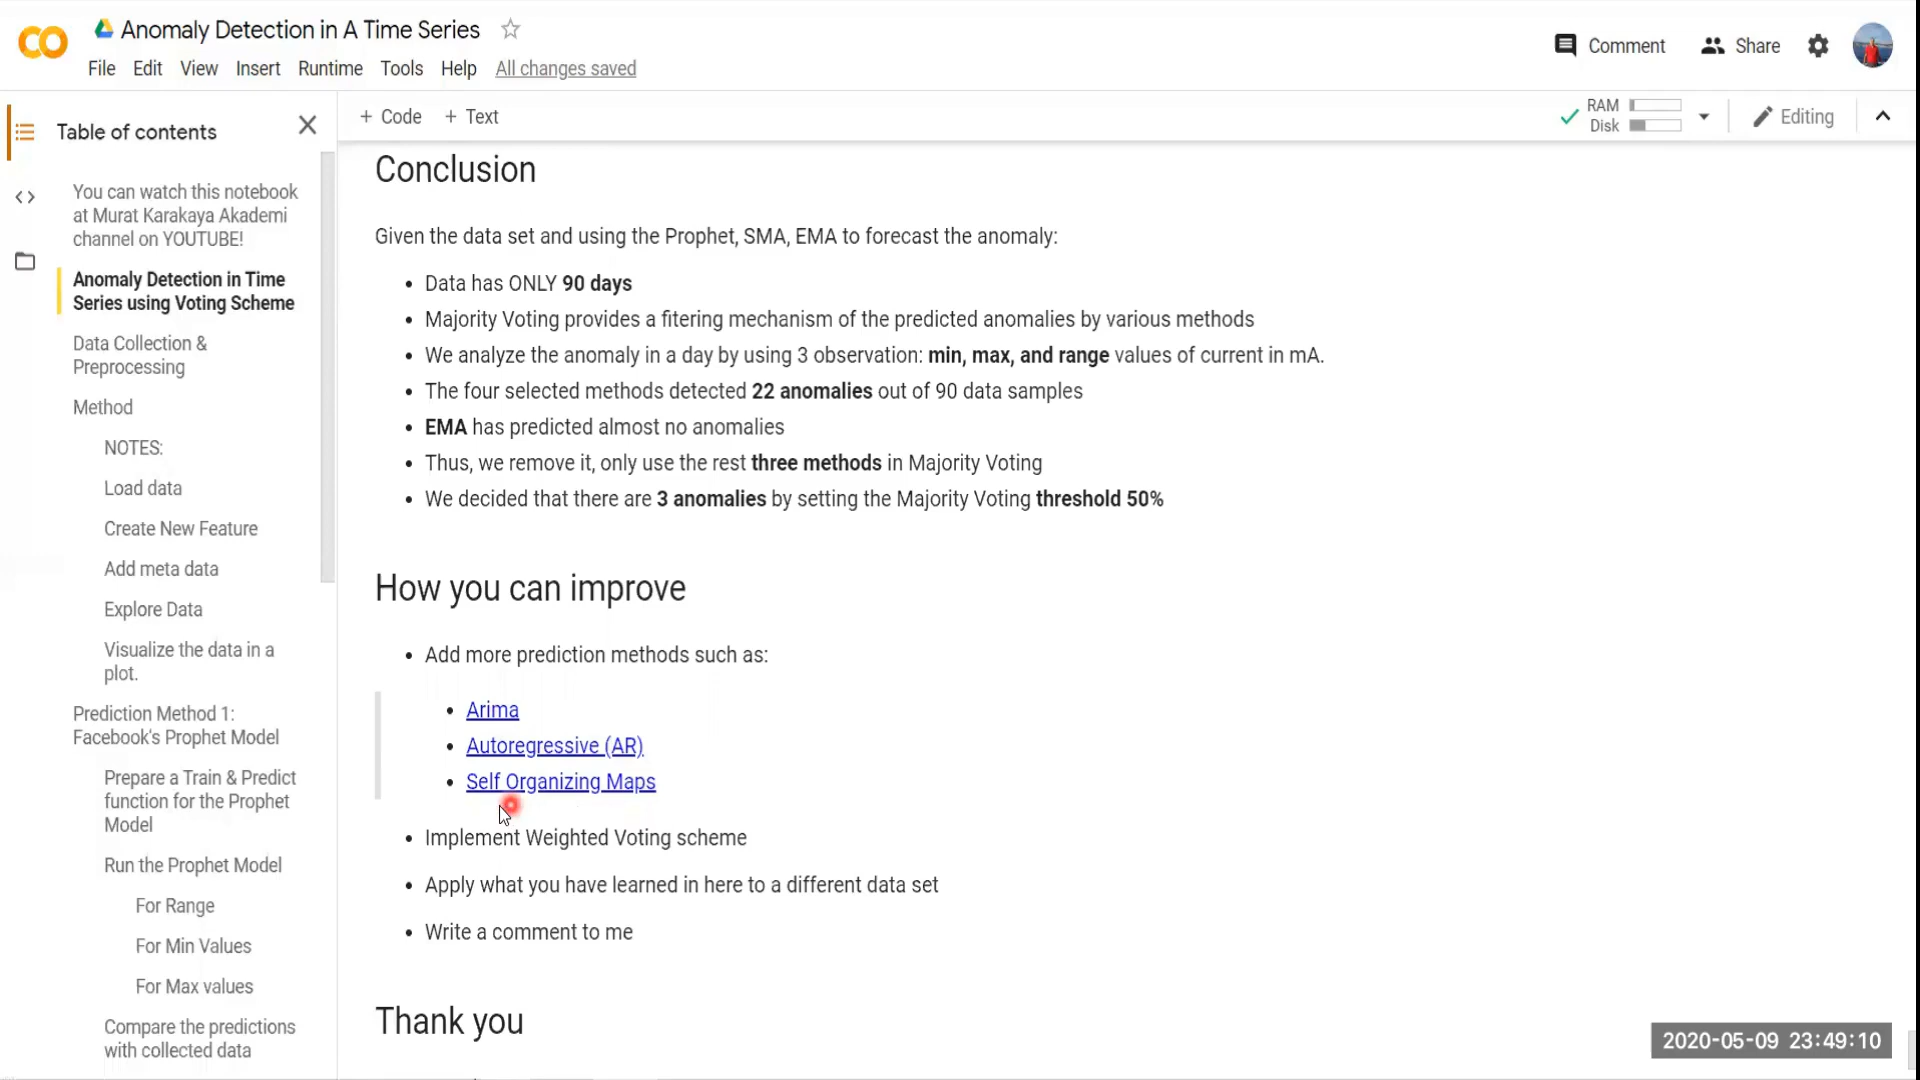 Anomaly Detection in A Time Series
File Edit View Insert Runtime Tools Help All changes saved
Comment Share
Table of contents
You can watch this notebook
at Murat Karakaya Akademi
channel on YOUTUBE!
Anomaly Detection in Time
Series using Voting Scheme
Data Collection &
Preprocessing
Method
NOTES:
Load data
Create New Feature
Add meta data
Explore Data
Visualize the data in a
plot.
Prediction Method 1:
Facebook's Prophet Model
Prepare a Train & Predict
function for the Prophet
Model
Run the Prophet Model
For Range
For Min Values
For Max values
Compare the predictions
with collected data
+ Code + Text
RAM
Disk
Editing
Conclusion
Given the data set and using the Prophet, SMA, EMA to forecast the anomaly:
• Data has ONLY 90 days
• Majority Voting provides a fitering mechanism of the predicted anomalies by various methods
• We analyze the anomaly in a day by using 3 observation: min, max, and range values of current in mA.
• The four selected methods detected 22 anomalies out of 90 data samples
• EMA has predicted almost no anomalies
• Thus, we remove it, only use the rest three methods in Majority Voting
• We decided that there are 3 anomalies by setting the Majority Voting threshold 50%
How you can improve
• Add more prediction methods such as:
• Arima
• Autoregressive (AR)
• Self Organizing Maps
• Implement Weighted Voting scheme
• Apply what you have learned in here to a different data set
• Write a comment to me
Thank you
2020-05-09 23:49:10